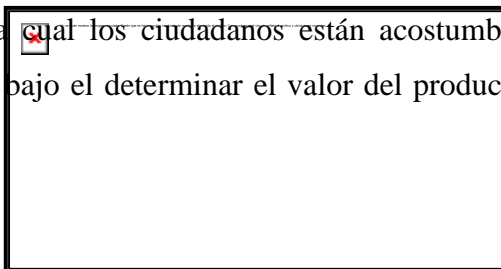 cual los ciudadanos están acostumb
bajo el determinar el valor del produc